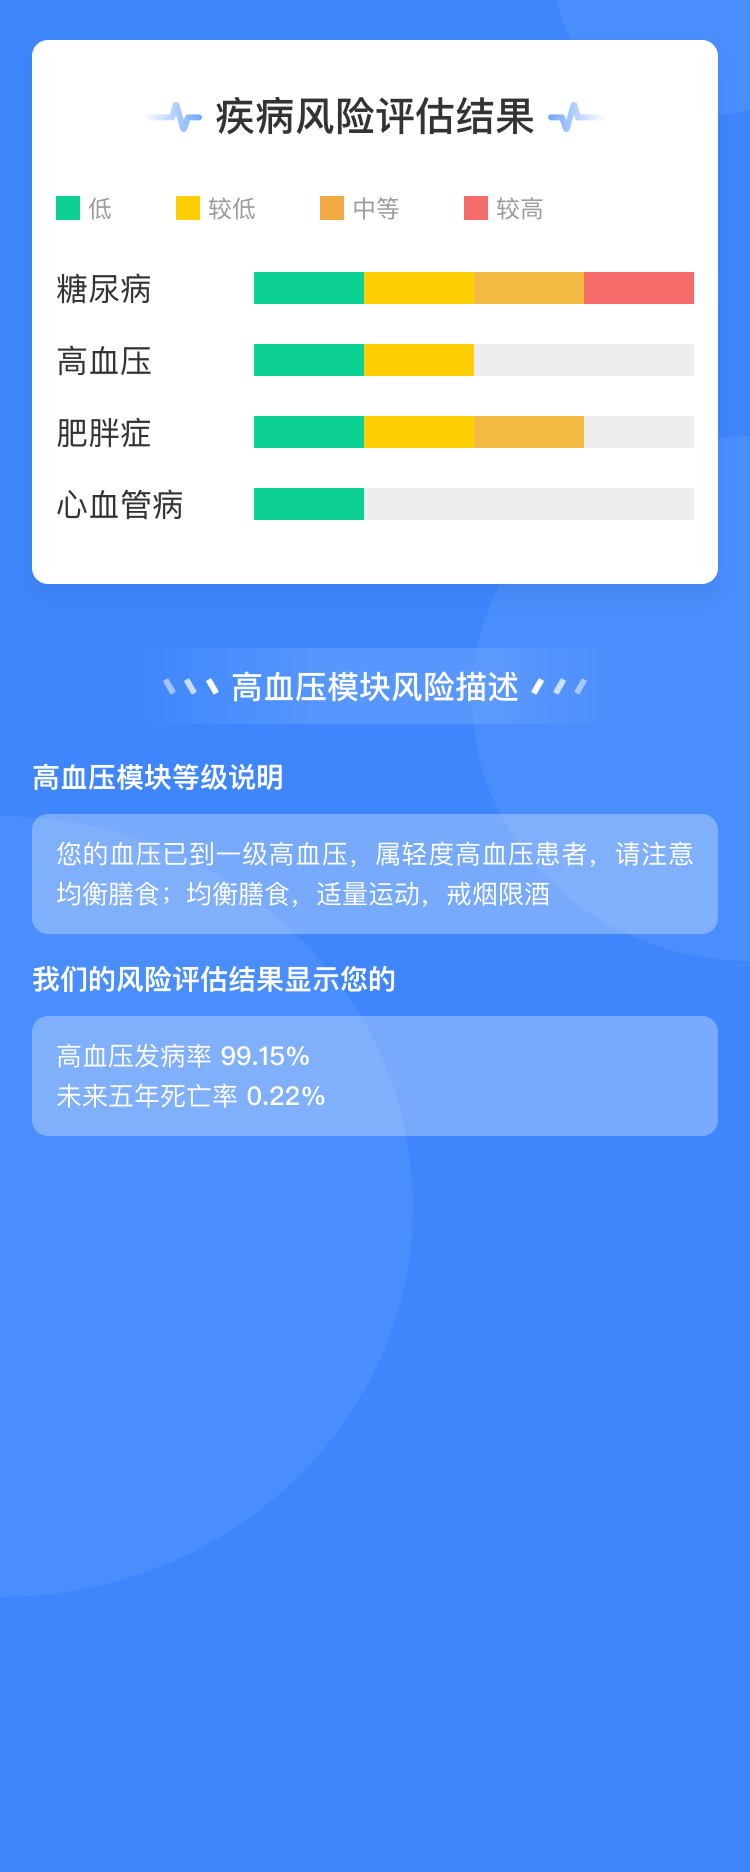 疾病风险评估结果
低 较低 中等 较高
糖尿病
高血压
肥胖症
心血管病
高血压模块风险描述
高血压模块等级说明
您的血压已到一级高血压，属轻度高血压患者，请注意
均衡膳食；均衡膳食，适量运动，戒烟限酒
我们的风险评估结果显示您的
高血压发病率 99.15%
未来五年死亡率 0.22%